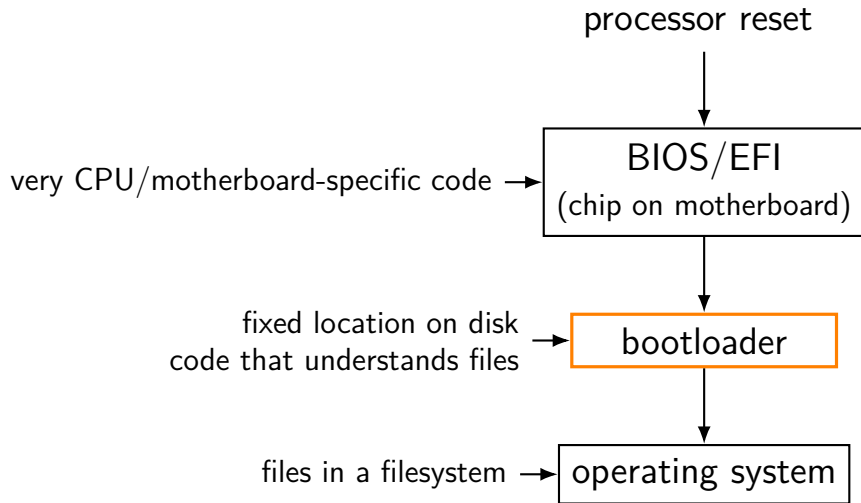 processor reset
BIOS/EFI
(chip on motherboard)
very CPU/motherboard-specific code
bootloader
fixed location on disk
code that understands files
operating system
files in a filesystem